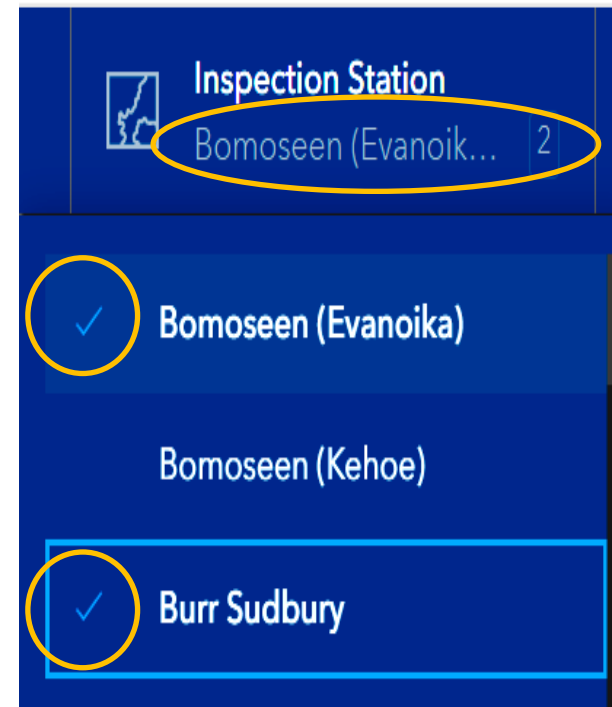 Inspection Station
Bomoseen (Evanoik... 2
Bomoseen (Evanoika)
Bomoseen (Kehoe)
Burr Sudbury